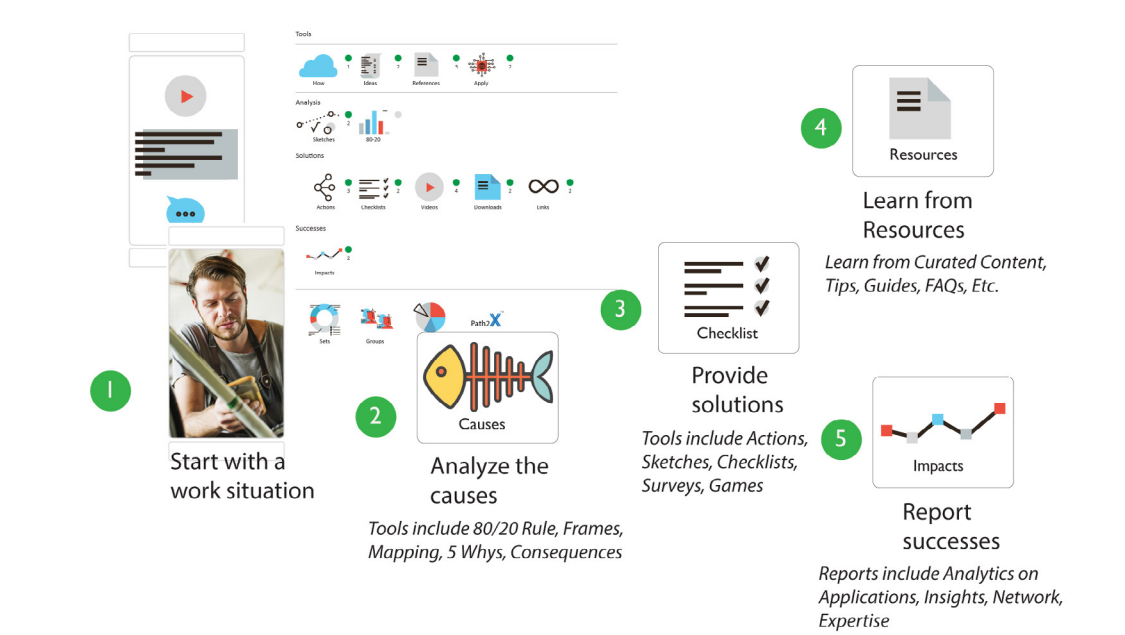 Tools
How
Ideas
References
Apply
Analysis
Sketches
80-20
Solutions
Actions
Checklists
Videos
Downloads
Links
Successes
Impacts
Sets
Groups
Path2X™
1
Start with a
work situation
2
Causes
Analyze the
causes
Tools include 80/20 Rule, Frames,
Mapping, 5 Whys, Consequences
3
Checklist
Provide
solutions
Tools include Actions,
Sketches, Checklists,
Surveys, Games
4
Resources
Learn from
Resources
Learn from Curated Content,
Tips, Guides, FAQs, Etc.
5
Impacts
Report
successes
Reports include Analytics on
Applications, Insights, Network,
Expertise